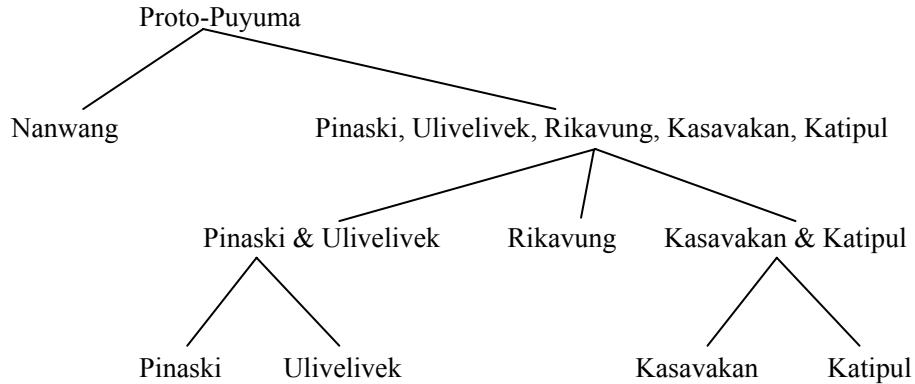 Proto-Puyuma
Nanwang Pinaski, Ulivelivek, Rikavung, Kasavakan, Katipul
Pinaski & Ulivelivek Rikavung Kasavakan & Katipul
Pinaski Ulivelivek Kasavakan Katipul